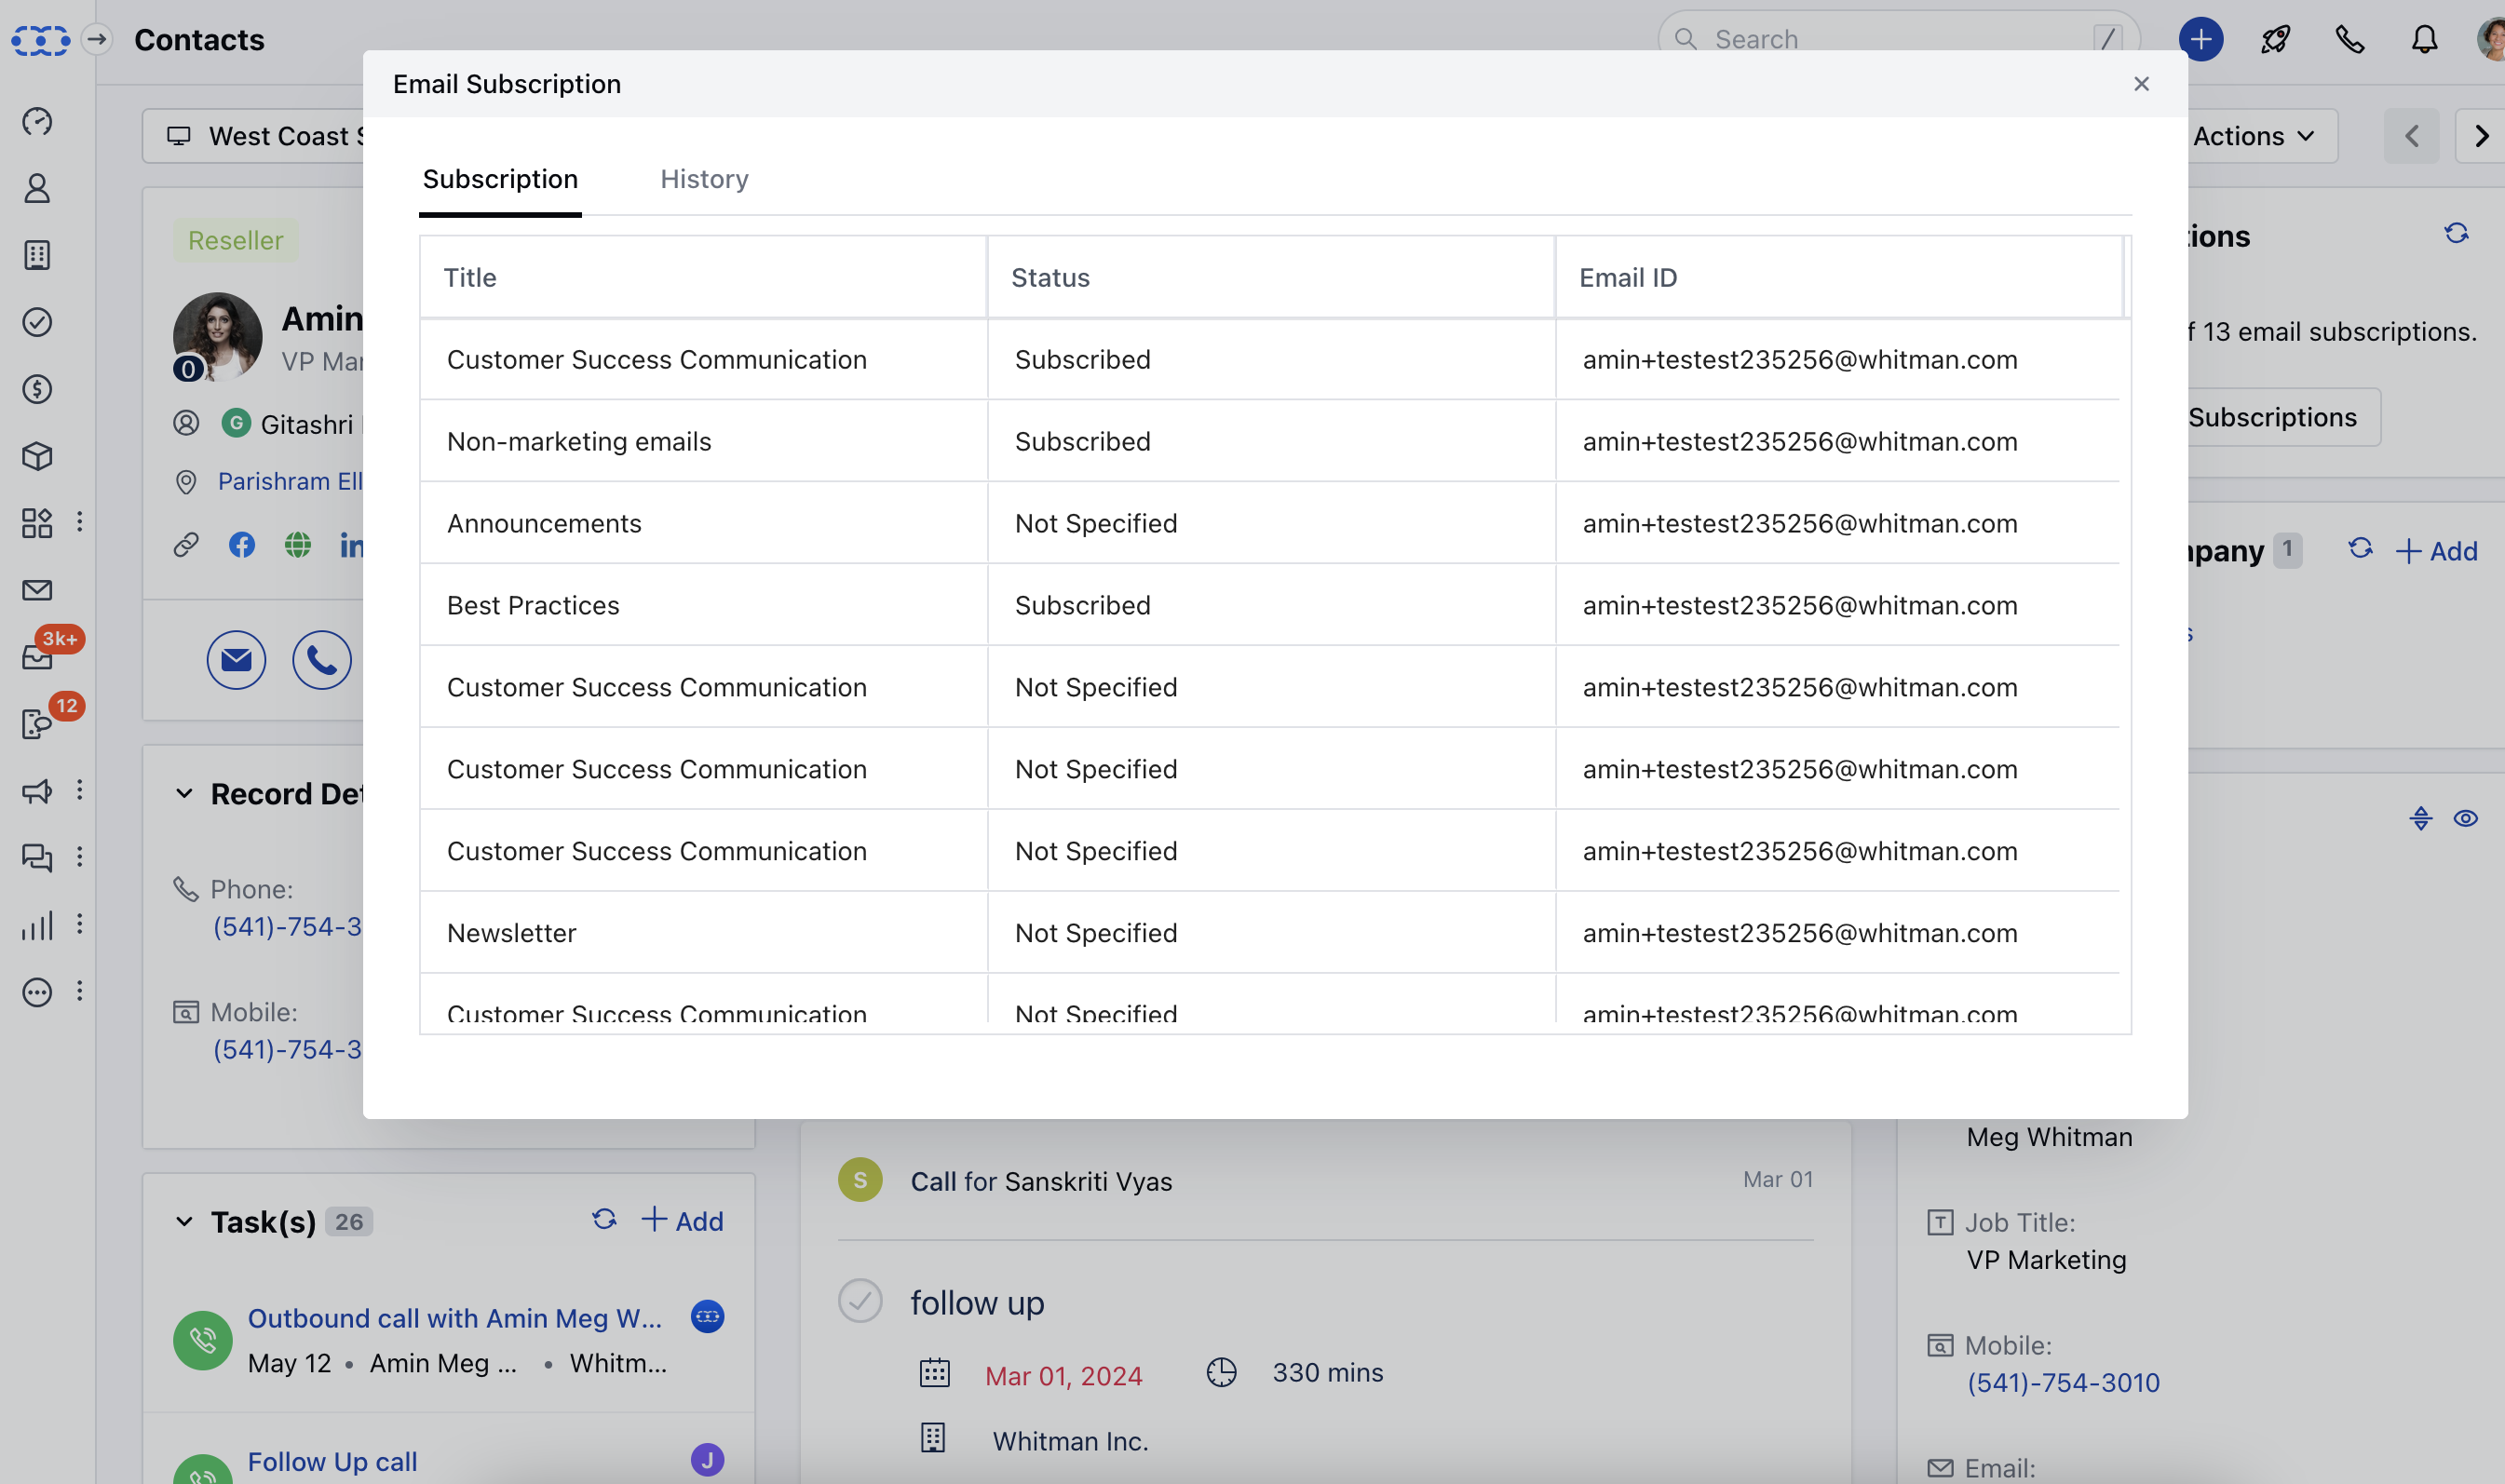 Contacts
Search
/
Email Subscription
West Coast
Actions
Subscription
History
Reseller
Title
Status
Email ID
13 email subscriptions.
Amin
0
Customer Success Communication
Subscribed
amin+testest235256@whitman.com
G
Gitashri
Subscriptions
Non-marketing emails
Subscribed
amin+testest235256@whitman.com
Parishram
Announcements
Not Specified
amin+testest235256@whitman.com
1
Add
in
Best Practices
Subscribed
amin+testest235256@whitman.com
3k+
Customer Success Communication
Not Specified
amin+testest235256@whitman.com
12
Customer Success Communication
Not Specified
amin+testest235256@whitman.com
Record
Customer Success Communication
Not Specified
amin+testest235256@whitman.com
Phone:
(541)-754-3
Newsletter
Not Specified
amin+testest235256@whitman.com
Mobile:
(541)-754-3
Customer Success Communication
Not Specified
amin+testest235256@whitman.com
Task(s) 26
Add
Outbound call with Amin Meg W...
May 12 • Amin Meg ... • Whitm...
Follow Up call
J
S
Call for Sanskriti Vyas
Mar 01
follow up
Mar 01, 2024
330 mins
Whitman Inc.
Meg Whitman
Job Title:
VP Marketing
Mobile:
(541)-754-3010
Email: